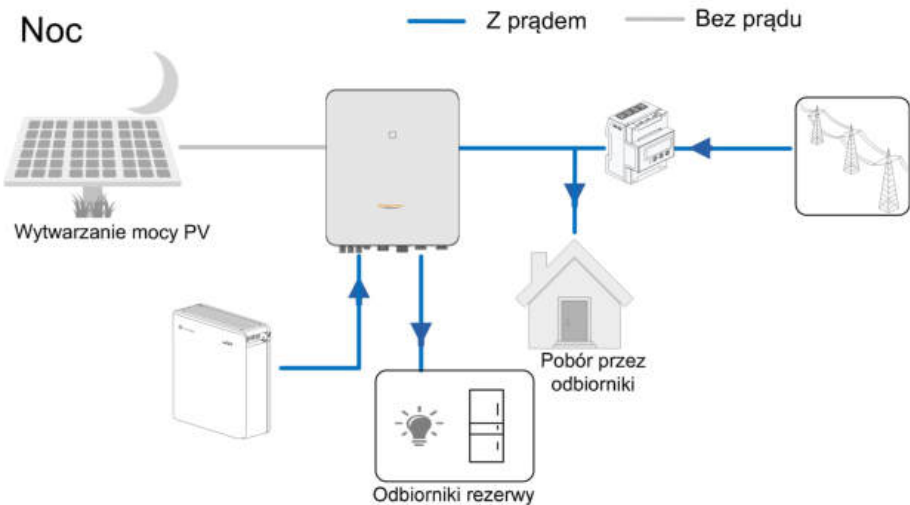 Noc
Z prądem
Bez prądu
Wytwarzanie mocy PV
Pobór przez
odbiorniki
Odbiorniki rezerwy